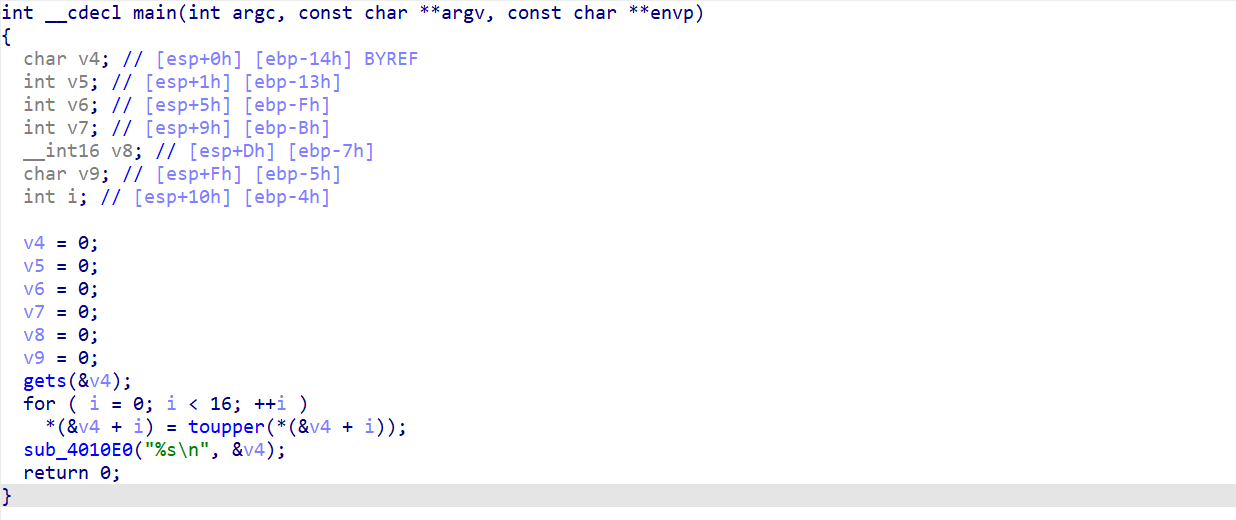 int __cdecl main(int argc, const char **argv, const char **envp)
{
  char v4; // [esp+0h] [ebp-14h] BYREF
  int v5; // [esp+1h] [ebp-13h]
  int v6; // [esp+5h] [ebp-Fh]
  int v7; // [esp+9h] [ebp-Bh]
  __int16 v8; // [esp+Dh] [ebp-7h]
  char v9; // [esp+Fh] [ebp-5h]
  int i; // [esp+10h] [ebp-4h]

  v4 = 0;
  v5 = 0;
  v6 = 0;
  v7 = 0;
  v8 = 0;
  v9 = 0;
  gets(&v4);
  for ( i = 0; i < 16; ++i )
    *(&v4 + i) = toupper(*(&v4 + i));
  sub_4010E0("%s\n", &v4);
  return 0;
}